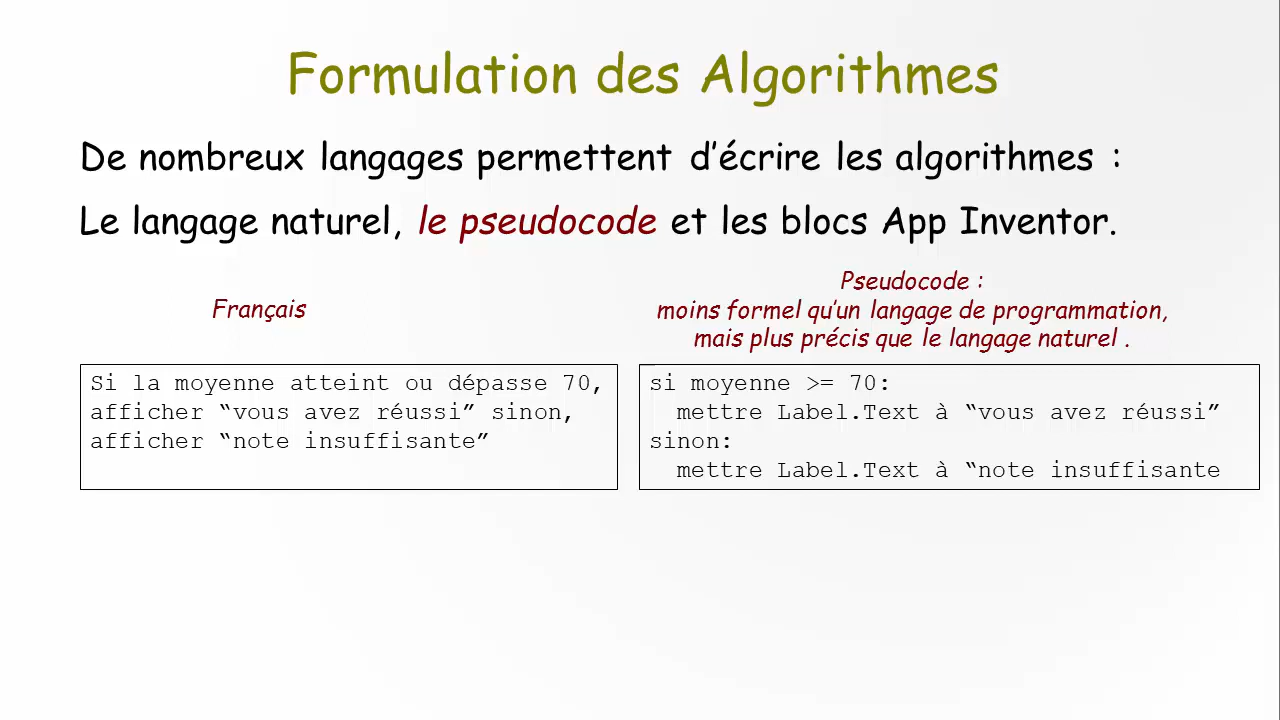 Formulation des Algorithmes
De nombreux langages permettent d’écrire les algorithmes :
Le langage naturel, le pseudocode et les blocs App Inventor.
Français
Pseudocode :
moins formel qu’un langage de programmation,
mais plus précis que le langage naturel .
Si la moyenne atteint ou dépasse 70,
afficher “vous avez réussi” sinon,
afficher “note insuffisante”
si moyenne >= 70:
  mettre Label.Text à “vous avez réussi”
sinon:
  mettre Label.Text à “note insuffisante